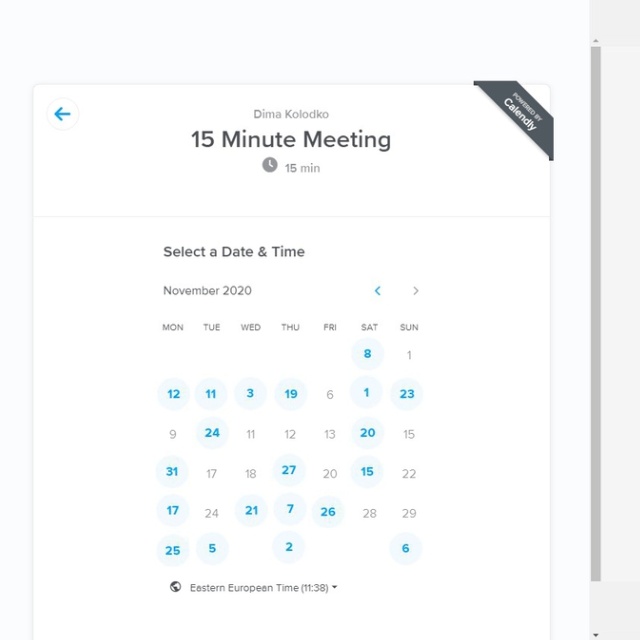 Dima Kolodko
15 Minute Meeting
15 min
POWERED BY
Calendly
Select a Date & Time
November 2020
MON TUE WED THU FRI SAT SUN
8 1
12 11 3 19 6 1 23
9 24 11 12 13 20 15
31 17 18 27 20 15 22
17 24 21 7 26 28 29
25 5 2 6
Eastern European Time (11:38)